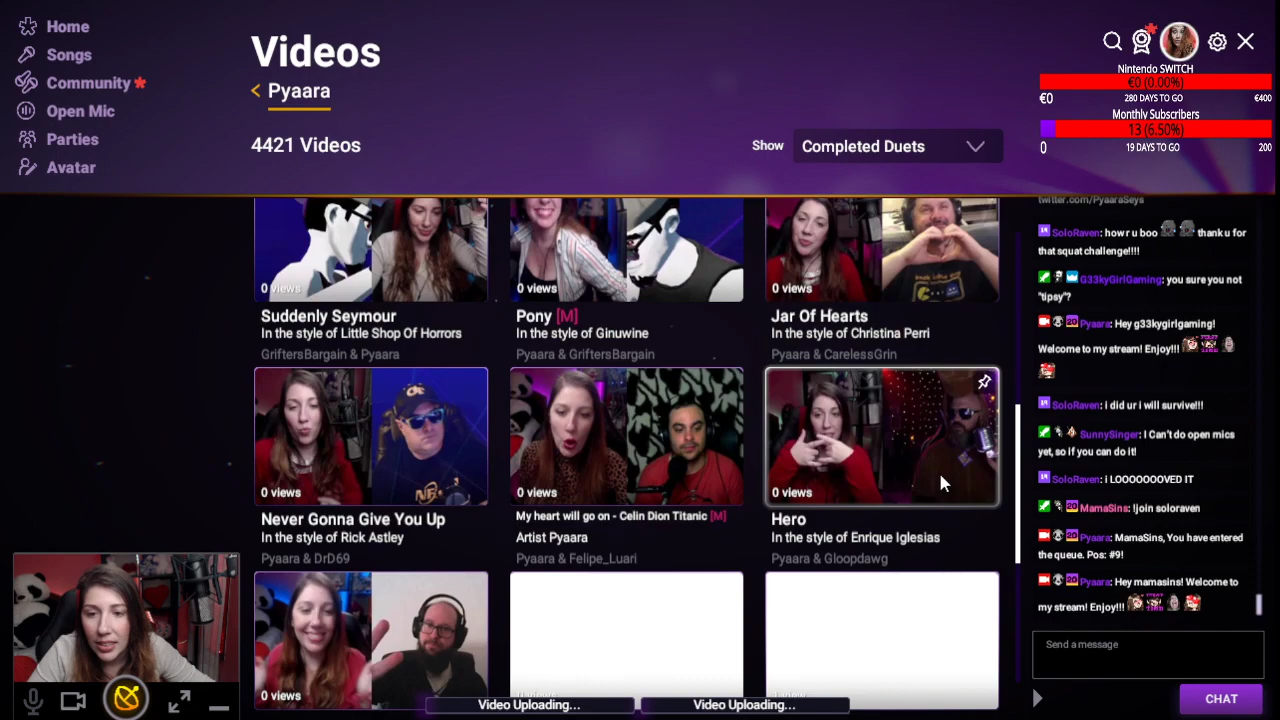 Home
Songs
Community
Open Mic
Parties
Avatar
Videos
< Pyaara
4421 Videos
Show
Completed Duets
Nintendo SWITCH
€0 (0.00%)
€0
280 DAYS TO GO
€400
Monthly Subscribers
13 (6.50%)
0
19 DAYS TO GO
200
0 views
Suddenly Seymour
In the style of Little Shop Of Horrors
GriftersBargain & Pyaara
0 views
Pony [M]
In the style of Ginuwine
Pyaara & GriftersBargain
0 views
Jar Of Hearts
In the style of Christina Perri
Pyaara & CarelessGrin
0 views
Never Gonna Give You Up
In the style of Rick Astley
Pyaara & DrD69
0 views
My heart will go on - Celin Dion Titanic [M]
Artist Pyaara
Pyaara & Felipe_Luari
0 views
Hero
In the style of Enrique Iglesias
Pyaara & Gloopdawg
0 views
Video Uploading...
Video Uploading...
twitter.com/PyaaraSeys
SoloRaven: how r u boo thank u for
that squat challenge!!!!
G33kyGirlGaming: you sure you not
"tipsy"?
Pyaara: Hey g33kygirlgaming!
Welcome to my stream! Enjoy!!!
SoloRaven: i did ur i will survive!!!
SunnySinger: I Can't do open mics
yet, so if you can do it!
SoloRaven: i LOOOOOOOVED IT
MamaSins: !join soloraven
Pyaara: MamaSins, You have entered
the queue. Pos: #9!
Pyaara: Hey mamasins! Welcome to
my stream! Enjoy!!!
Send a message
CHAT